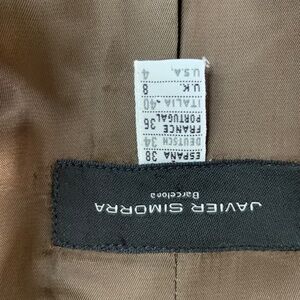 JAVIER SIMORRA
Barcelona
ESPAÑA 38
DEUTSCH 34
FRANCE 36
PORTUGAL
ITALIA-40
U.K. 8
U.S.A. 4